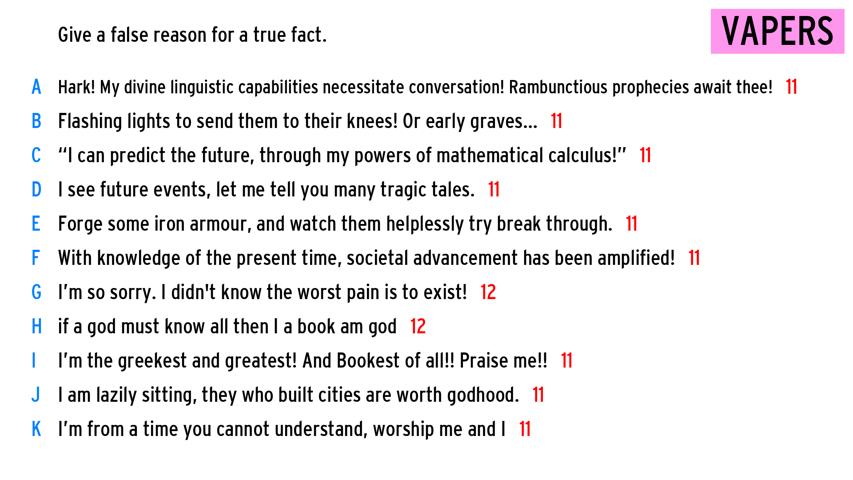 Give a false reason for a true fact.
VAPERS
A Hark! My divine linguistic capabilities necessitate conversation! Rambunctious prophecies await thee! 11
B Flashing lights to send them to their knees! Or early graves... 11
C “I can predict the future, through my powers of mathematical calculus!” 11
D I see future events, let me tell you many tragic tales. 11
E Forge some iron armour, and watch them helplessly try break through. 11
F With knowledge of the present time, societal advancement has been amplified! 11
G I’m so sorry. I didn't know the worst pain is to exist! 12
H if a god must know all then I a book am god 12
I I’m the greekest and greatest! And Bookest of all!! Praise me!! 11
J I am lazily sitting, they who built cities are worth godhood. 11
K I’m from a time you cannot understand, worship me and I 11